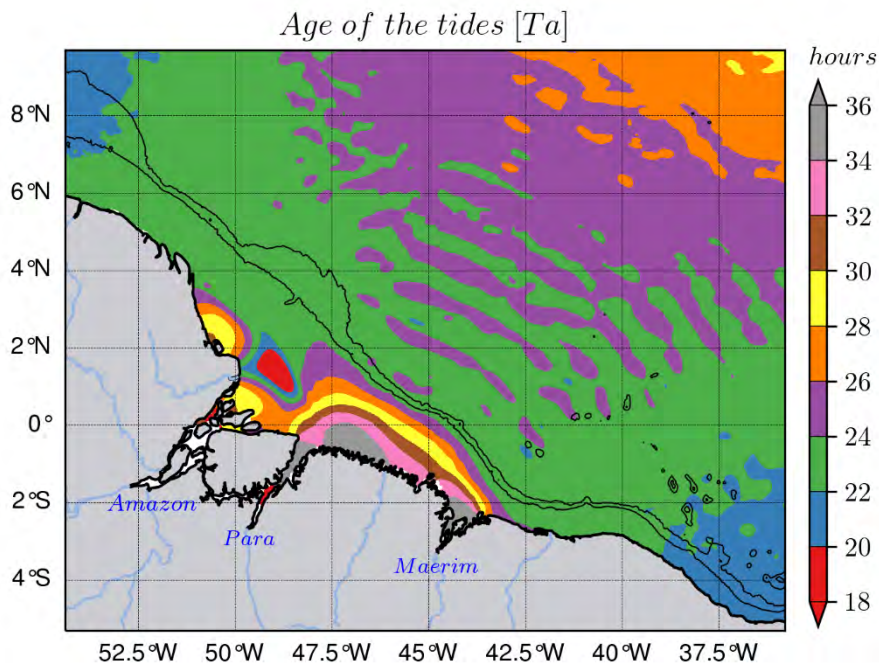 Age of the tides [Ta]
hours
8°N
6°N
4°N
2°N
0°
2°S
4°S
36
34
32
30
28
26
24
22
20
18
Amazon
Para
Maerim
52.5°W 50°W 47.5°W 45°W 42.5°W 40°W 37.5°W